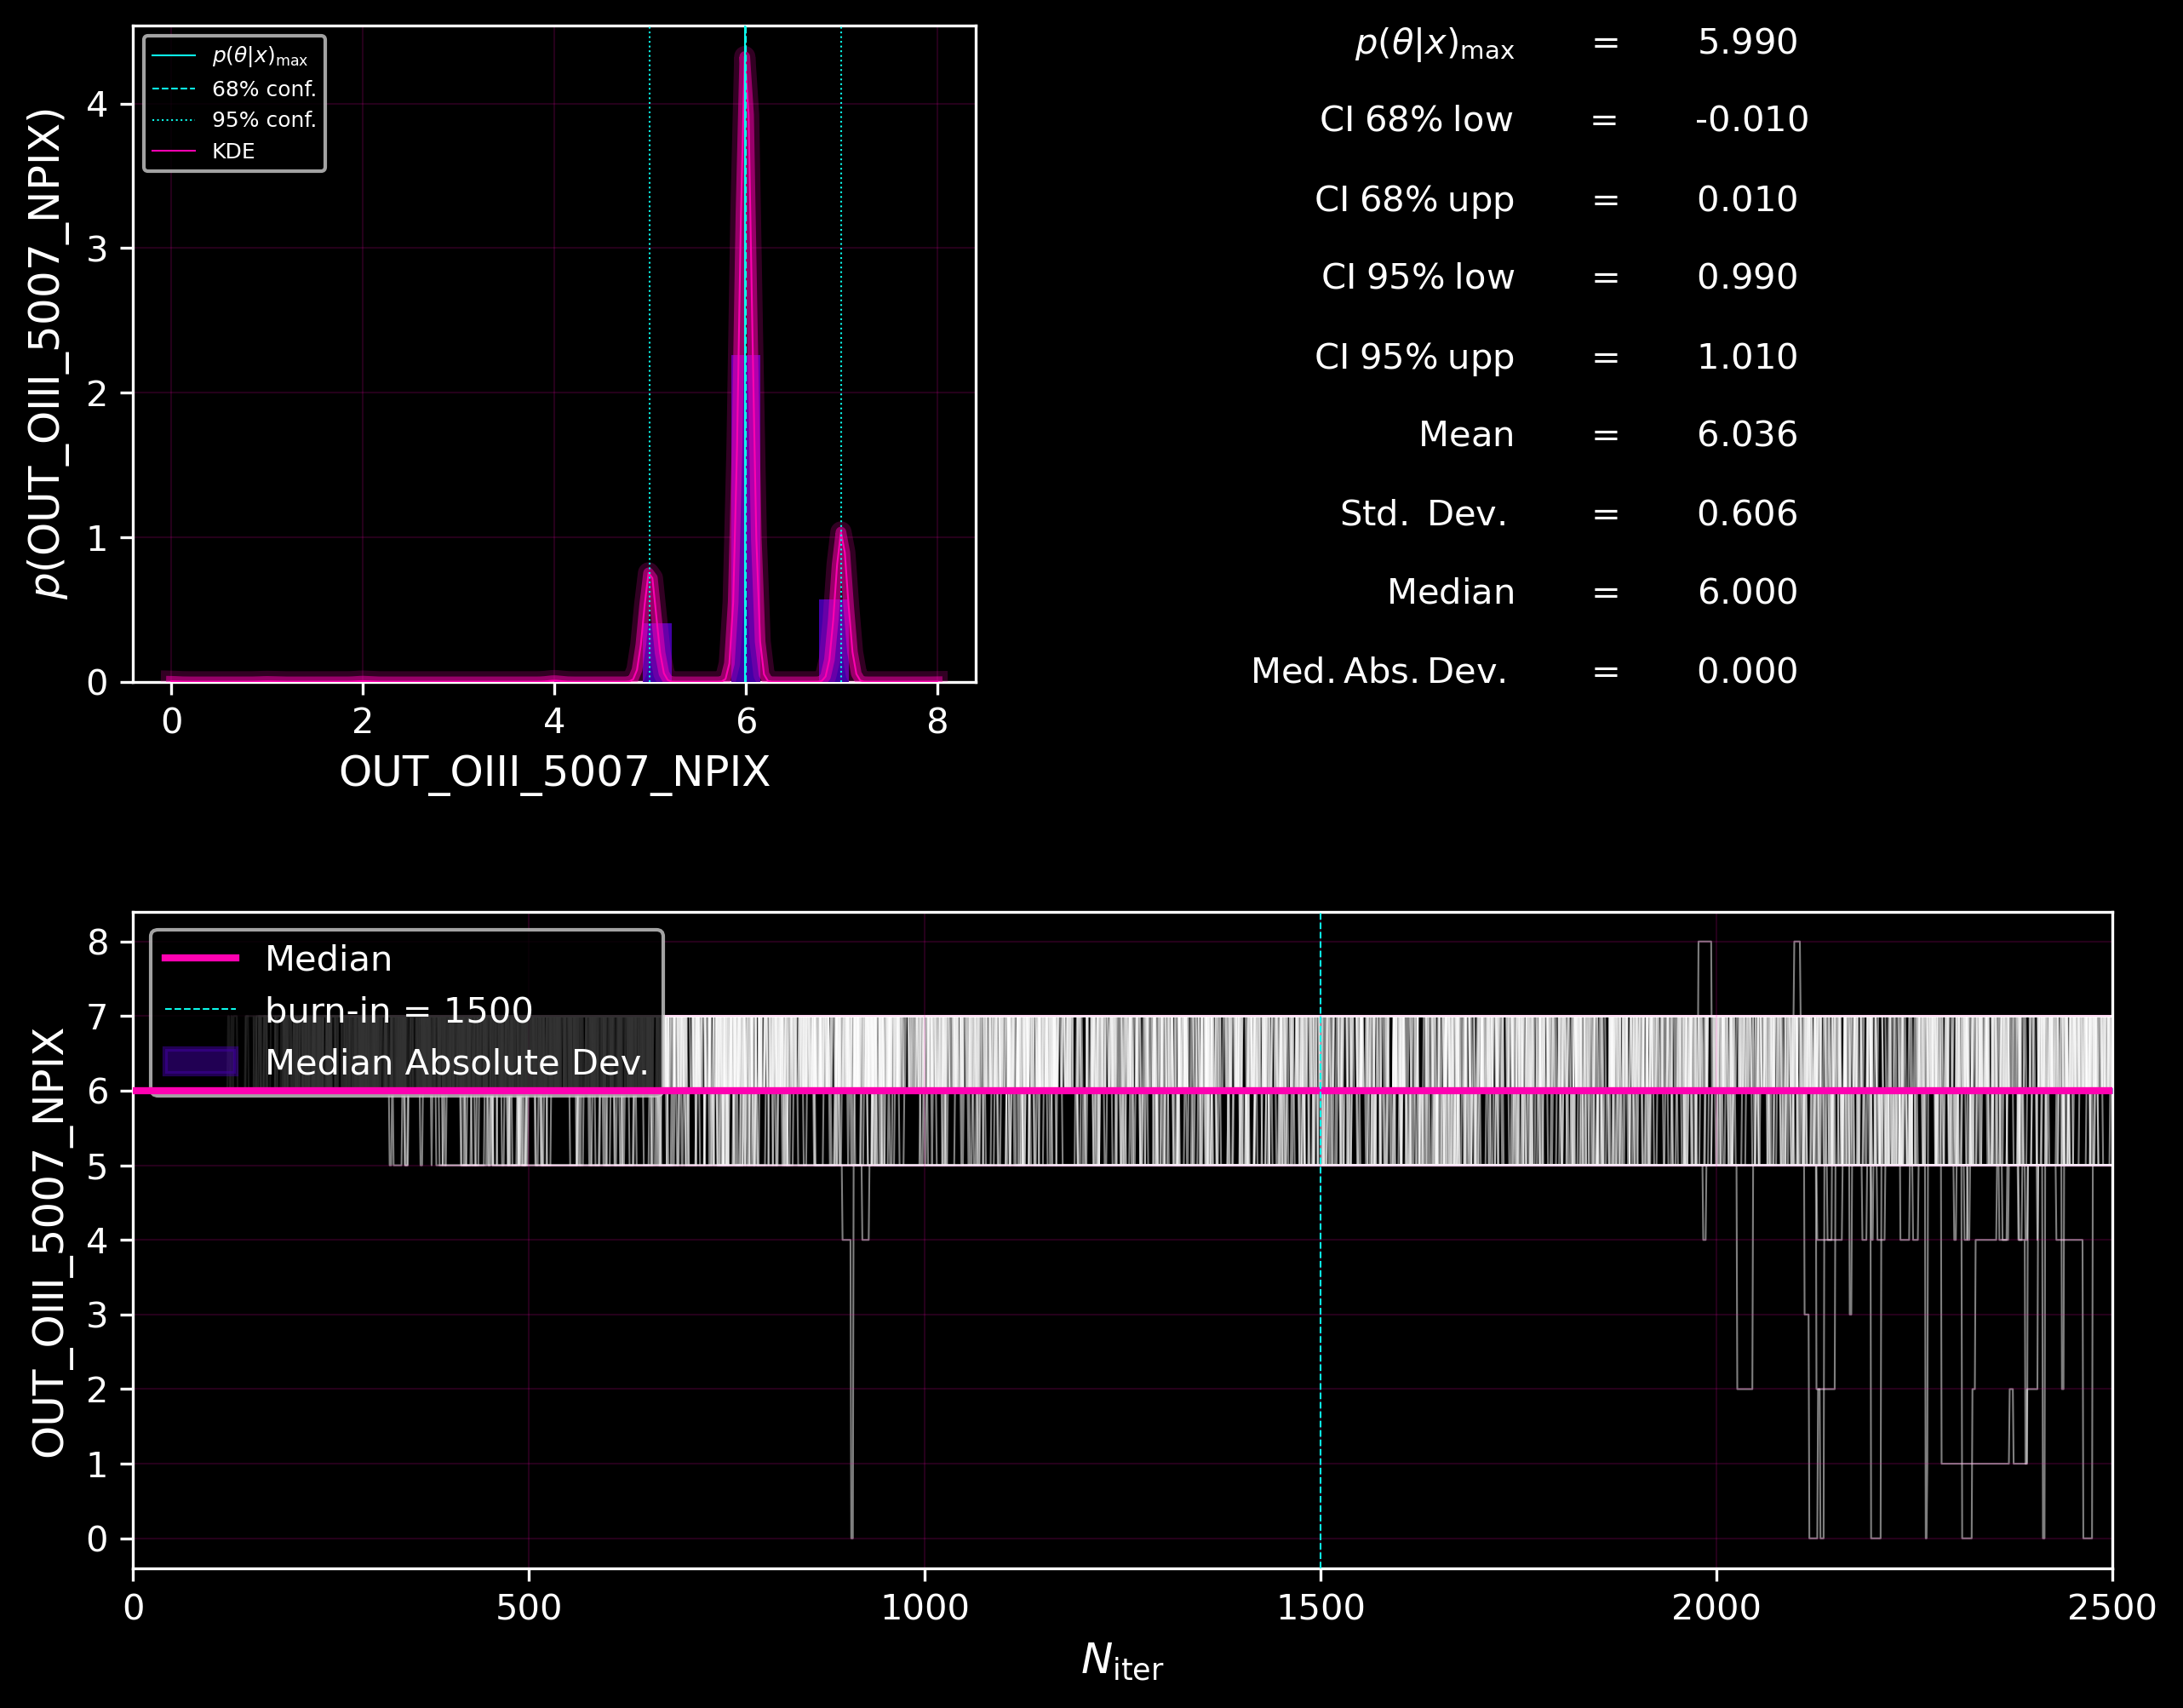 p(θ|x)max
68% conf.
95% conf.
KDE
p(OUT_OIII_5007_NPIX)
4
3
2
1
0
0 2 4 6 8
OUT_OIII_5007_NPIX
p(θ|x)max = 5.990
CI 68% low = -0.010
CI 68% upp = 0.010
CI 95% low = 0.990
CI 95% upp = 1.010
Mean = 6.036
Std. Dev. = 0.606
Median = 6.000
Med. Abs. Dev. = 0.000
Median
burn-in = 1500
Median Absolute Dev.
OUT_OIII_5007_NPIX
8
7
6
5
4
3
2
1
0
0 500 1000 1500 2000 2500
Niter